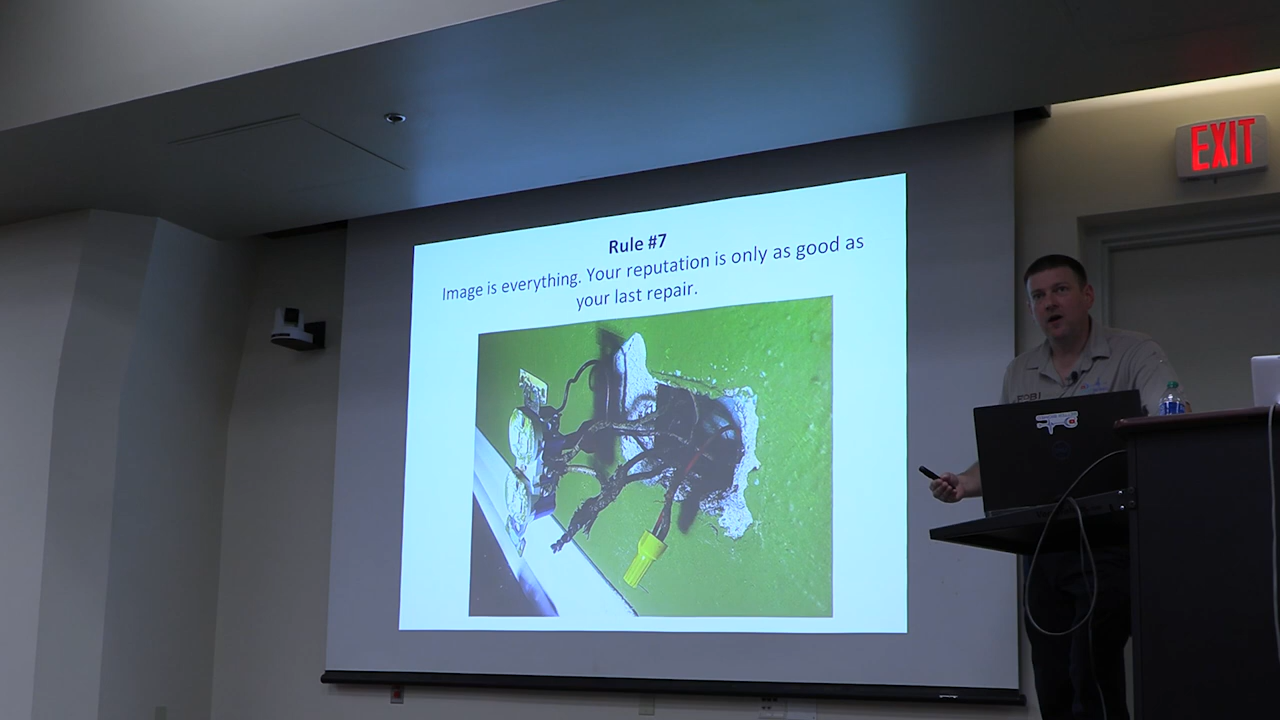 Rule #7
Image is everything. Your reputation is only as good as
your last repair.
EXIT